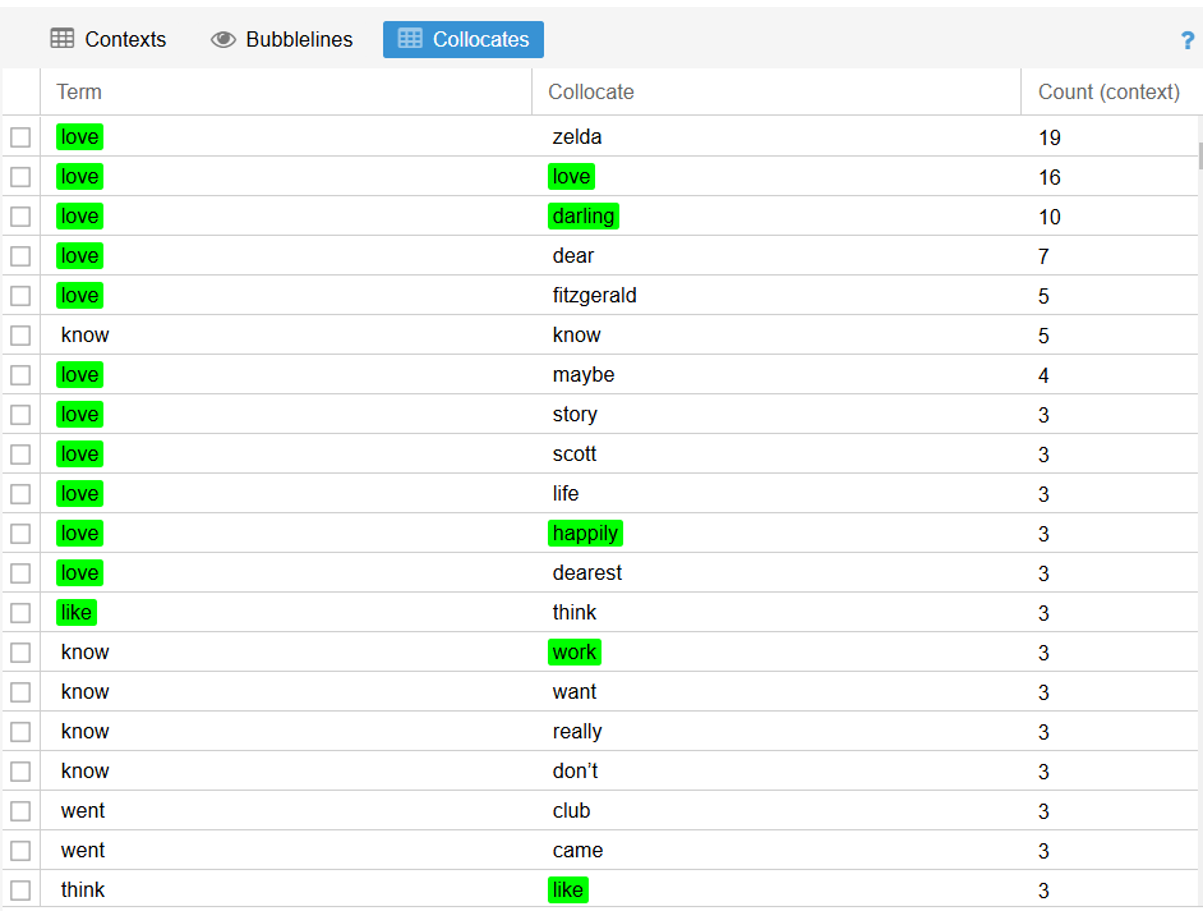 Contexts Bubblelines Collocates ?
Term Collocate Count (context)
love zelda 19
love love 16
love darling 10
love dear 7
love fitzgerald 5
know know 5
love maybe 4
love story 3
love scott 3
love life 3
love happily 3
love dearest 3
like think 3
know work 3
know want 3
know really 3
know don’t 3
went club 3
went came 3
think like 3